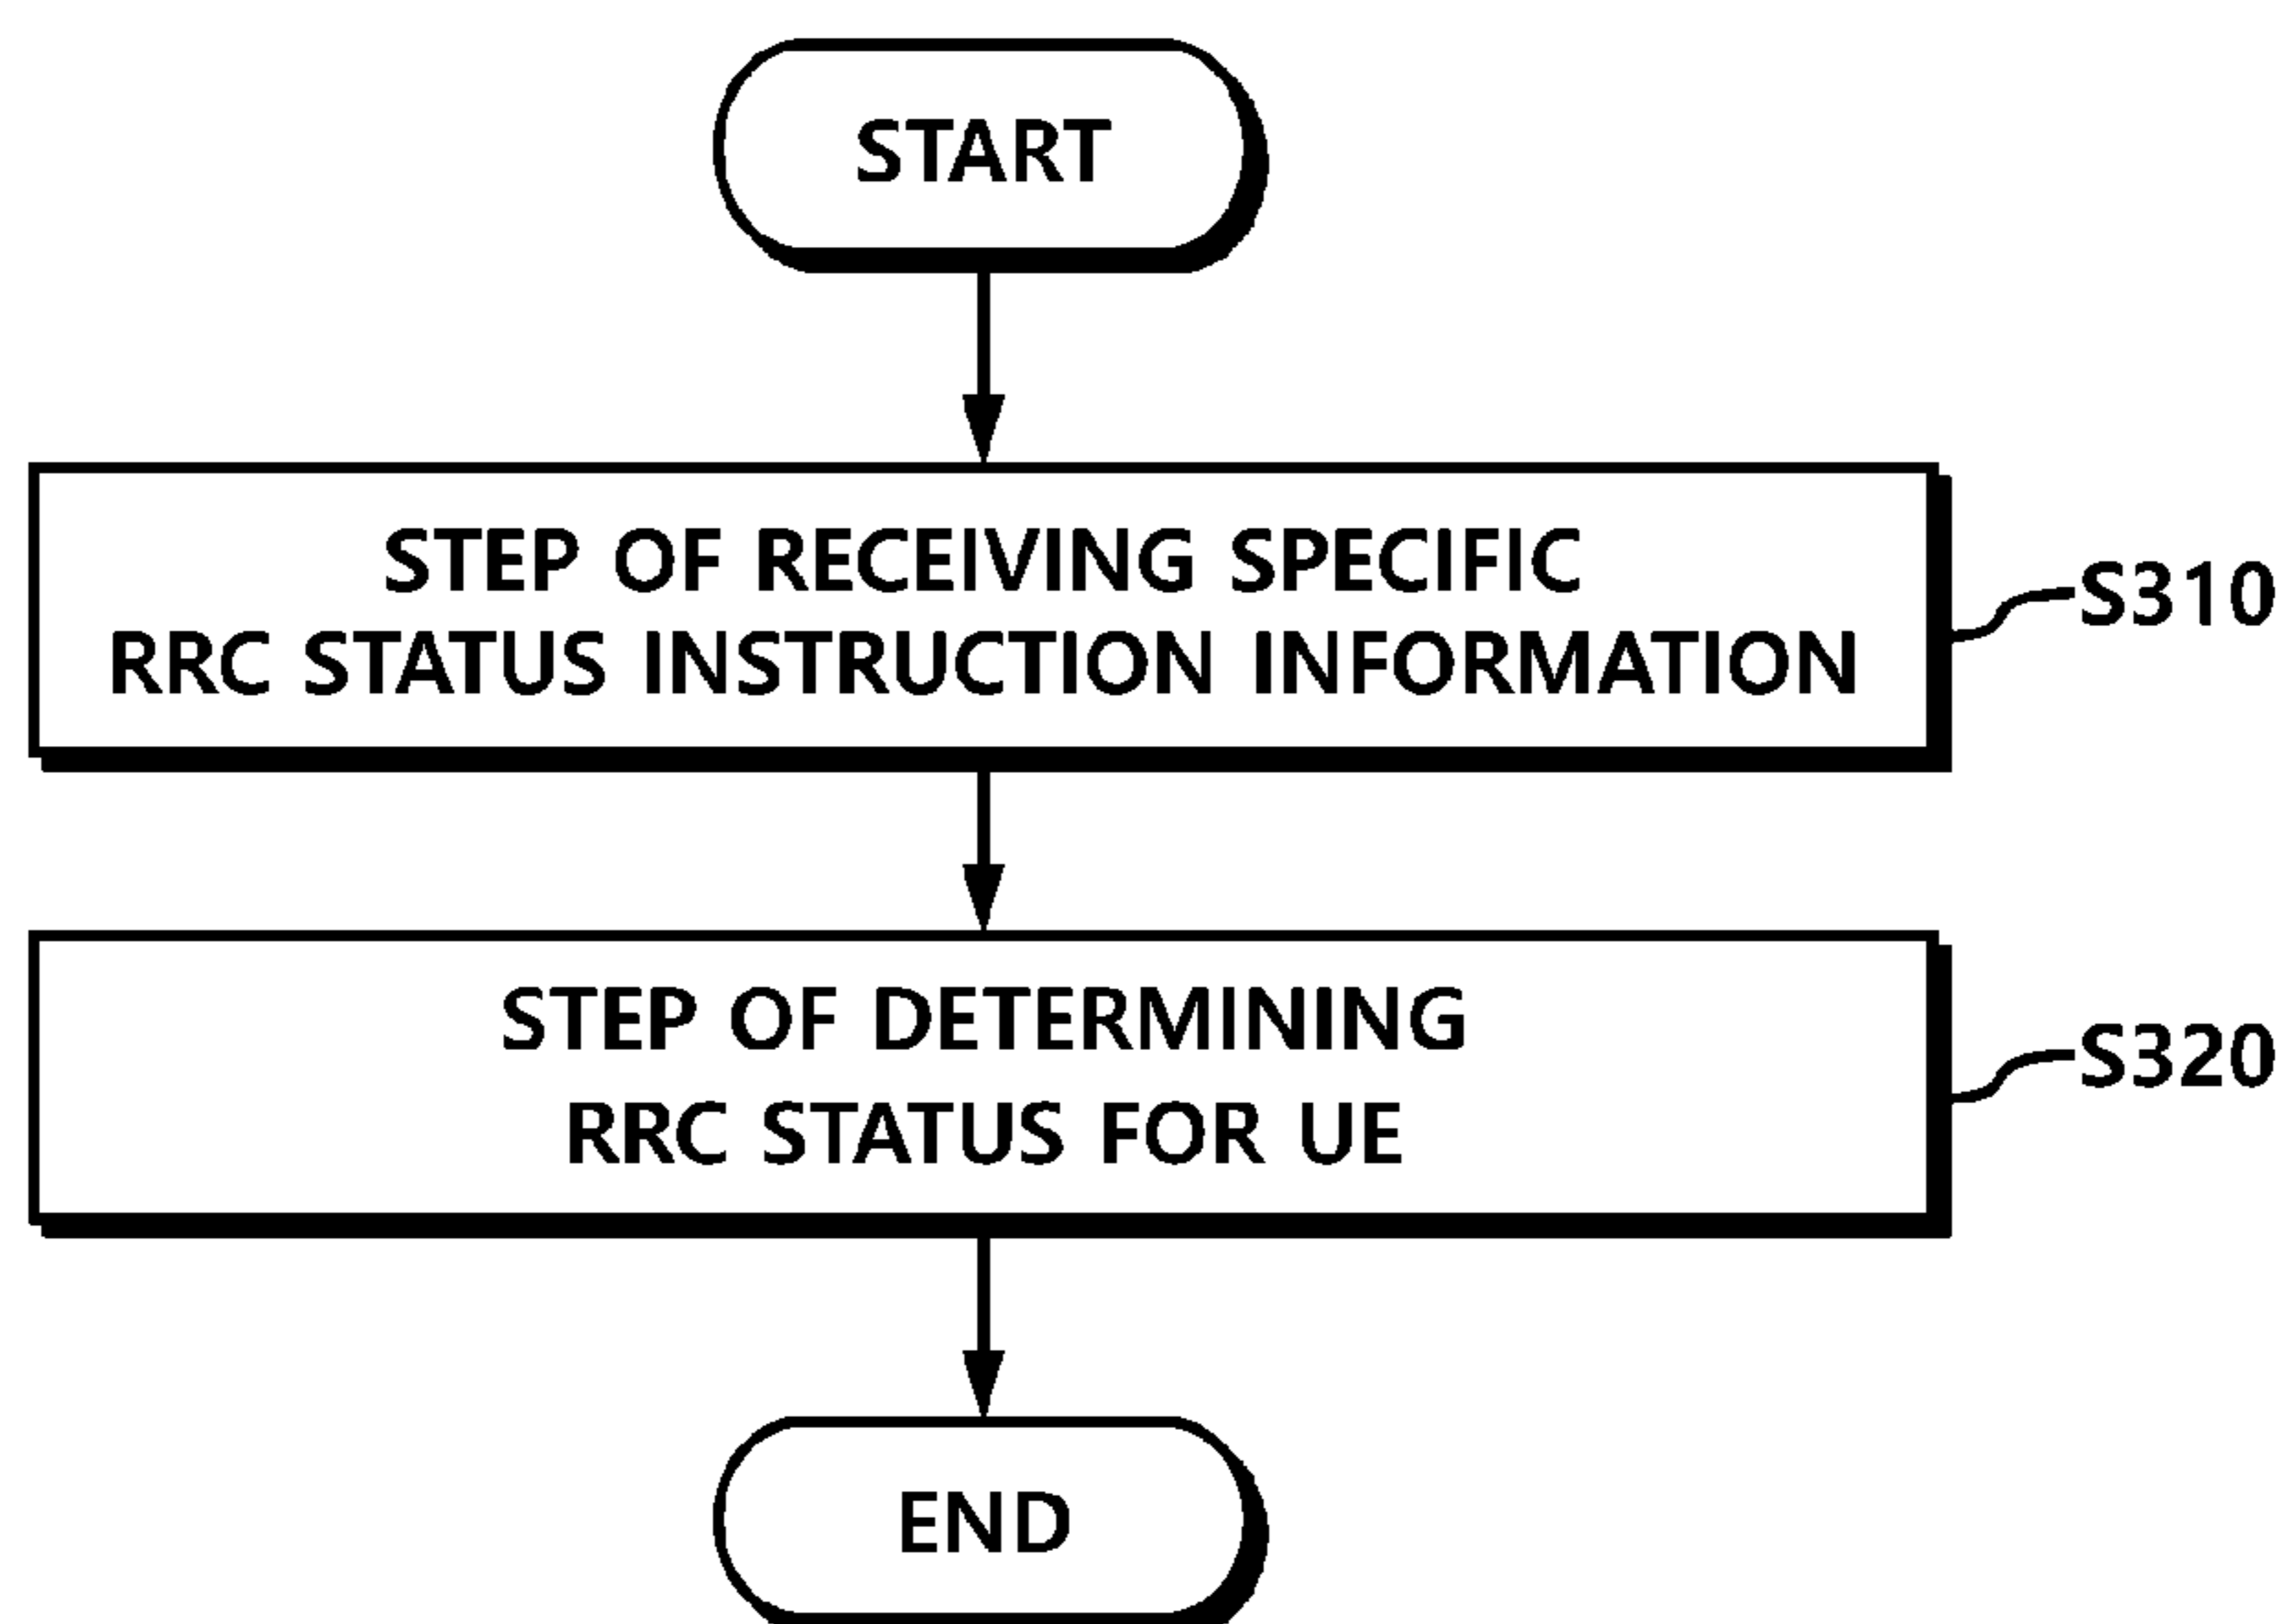 START
STEP OF RECEIVING SPECIFIC
RRC STATUS INSTRUCTION INFORMATION
S310
STEP OF DETERMINING
RRC STATUS FOR UE
S320
END